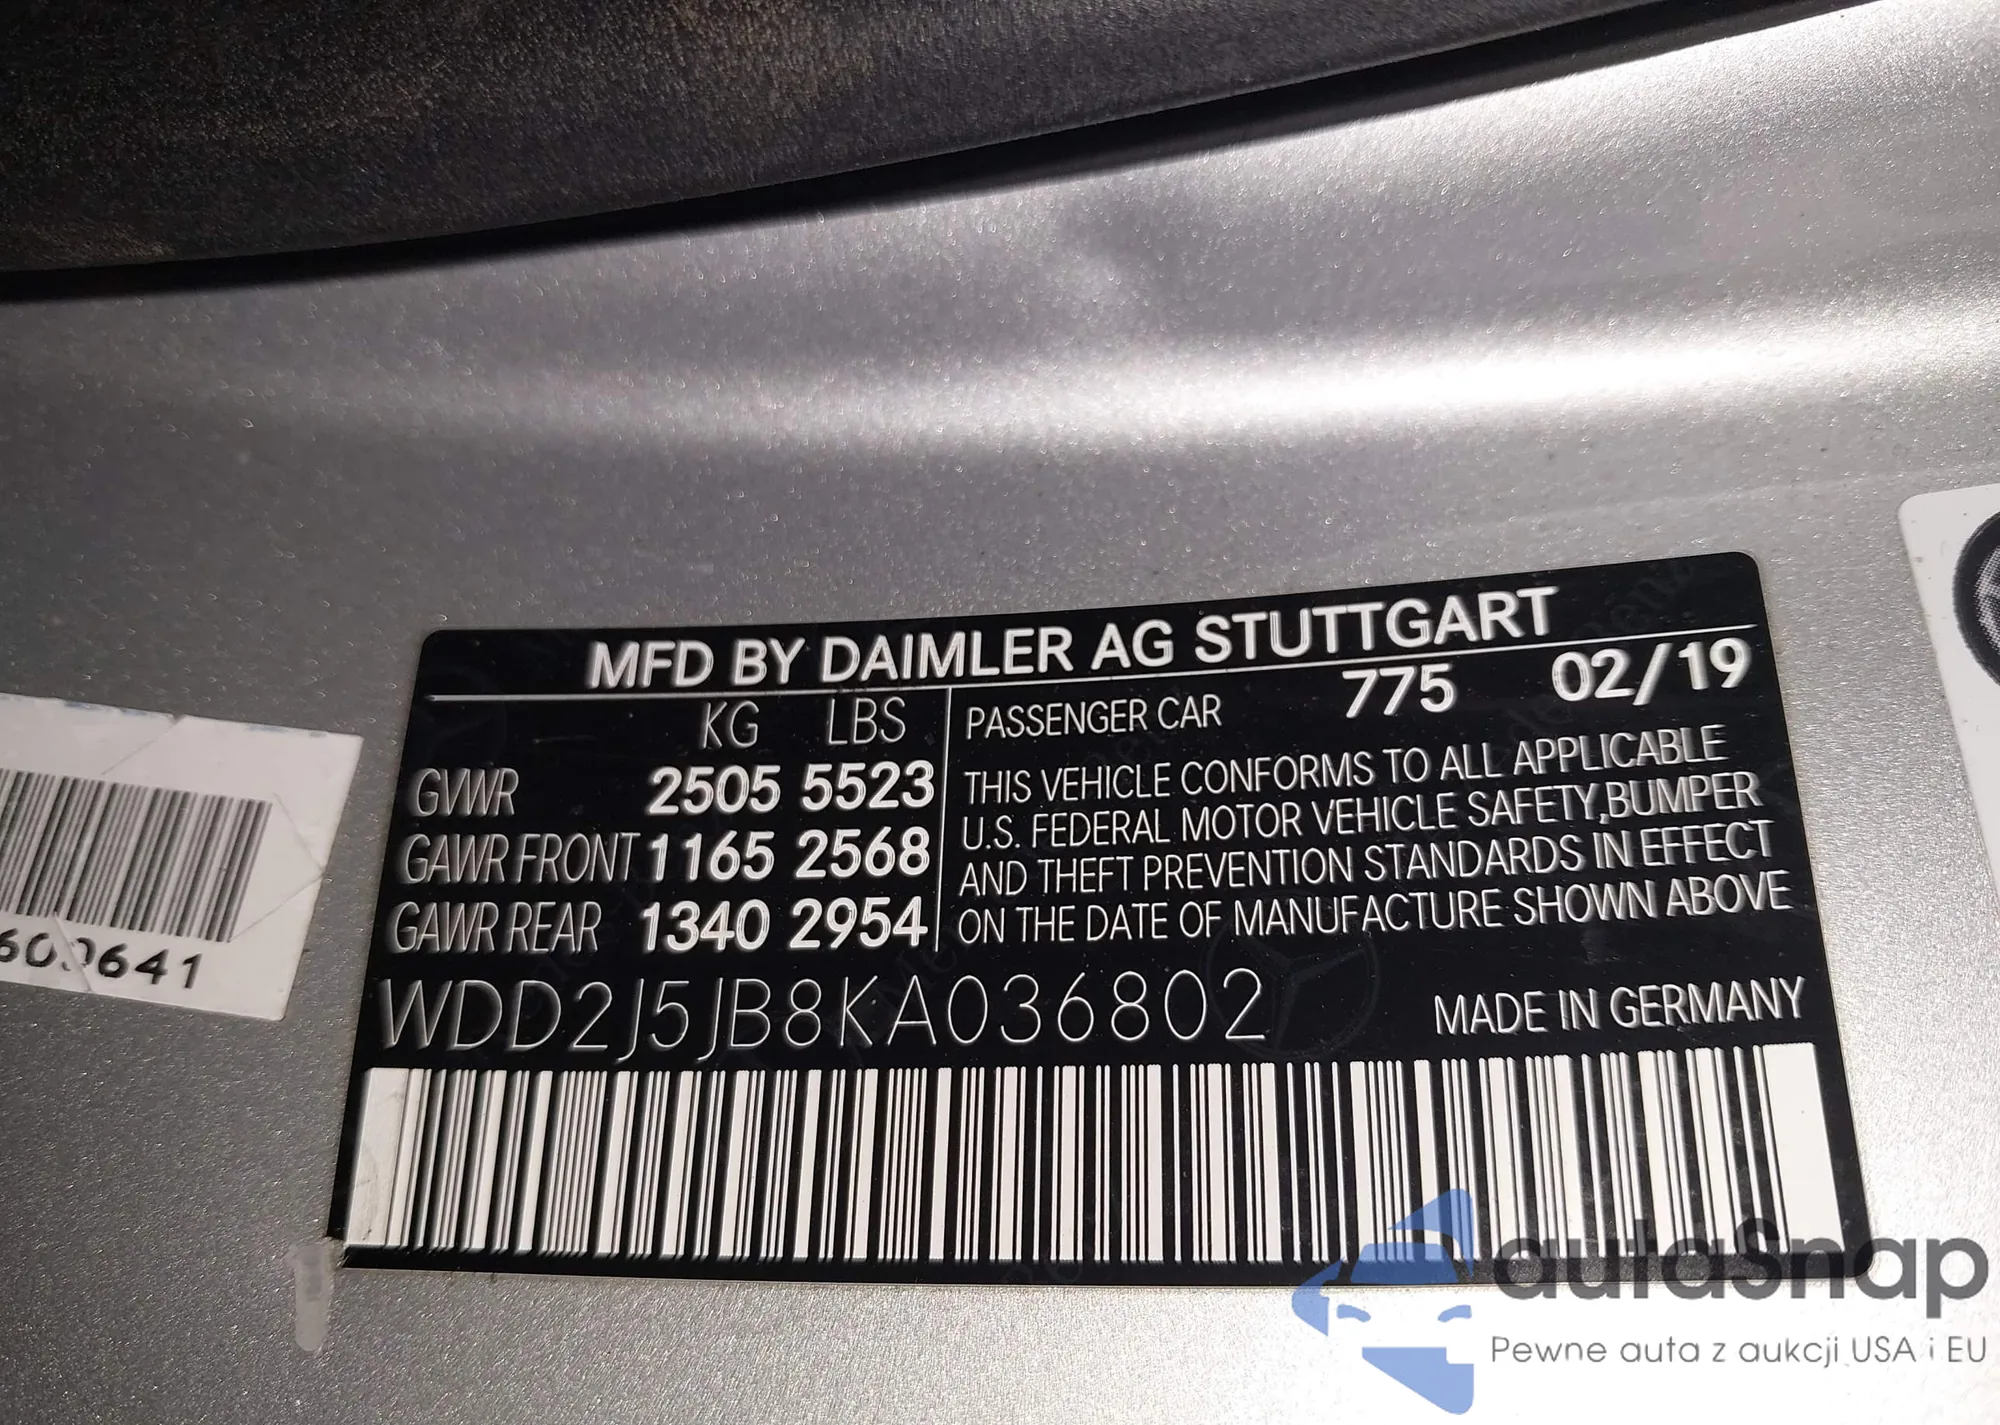 MFD BY DAIMLER AG STUTTGART
KG LBS
GVWR 2505 5523
GAWR FRONT 1165 2568
GAWR REAR 1340 2954
PASSENGER CAR 775 02/19
THIS VEHICLE CONFORMS TO ALL APPLICABLE
U.S. FEDERAL MOTOR VEHICLE SAFETY,BUMPER
AND THEFT PREVENTION STANDARDS IN EFFECT
ON THE DATE OF MANUFACTURE SHOWN ABOVE
WDD2J5JB8KA036802
MADE IN GERMANY
autaSnap
Pewne auta z aukcji USA i EU